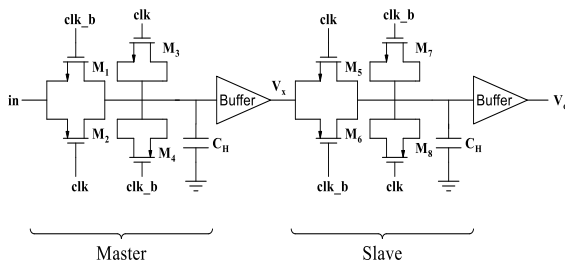 clk clk
clk_b clk_b
M3 M7
M1 M5
in Buffer Vx Buffer Vo
M2 M6
M4 CH M8 CH
clk clk_b clk_b clk
Master Slave